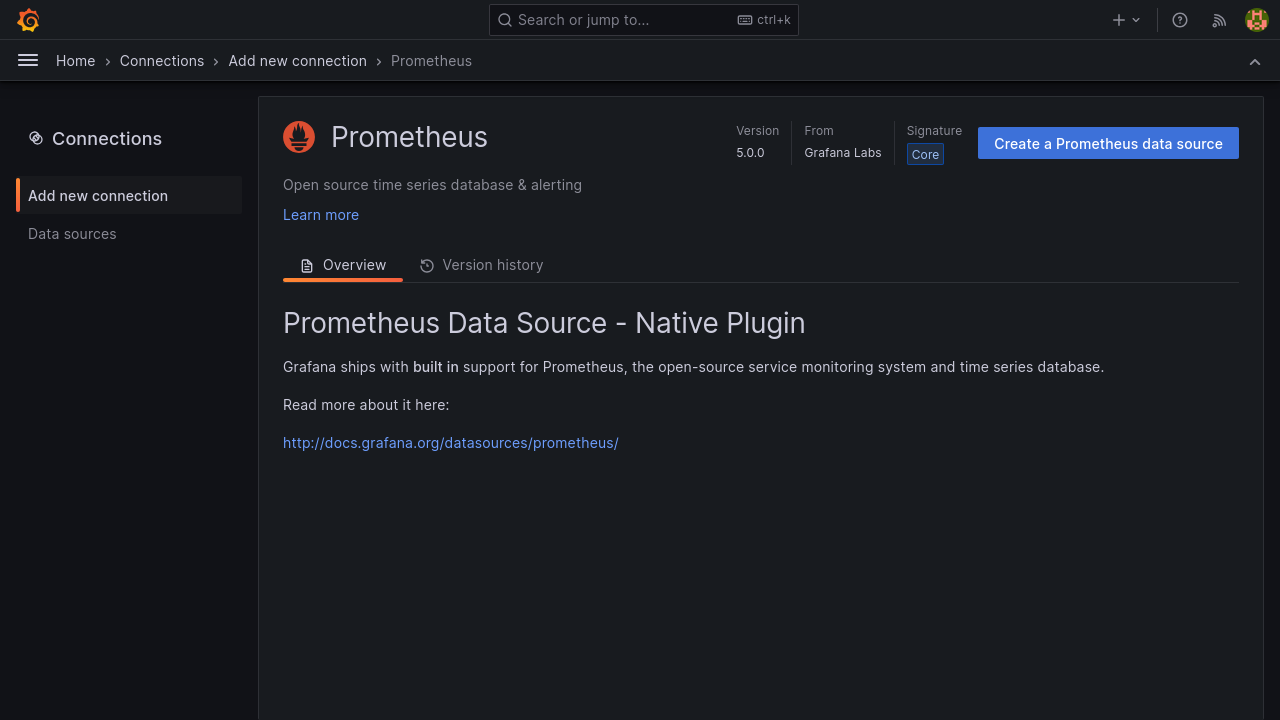 Search or jump to...
ctrl+k
Home
Connections
Add new connection
Prometheus
Connections
Add new connection
Data sources
Prometheus
Version
5.0.0
From
Grafana Labs
Signature
Core
Create a Prometheus data source
Open source time series database & alerting
Learn more
Overview
Version history
Prometheus Data Source - Native Plugin
Grafana ships with built in support for Prometheus, the open-source service monitoring system and time series database.
Read more about it here:
http://docs.grafana.org/datasources/prometheus/